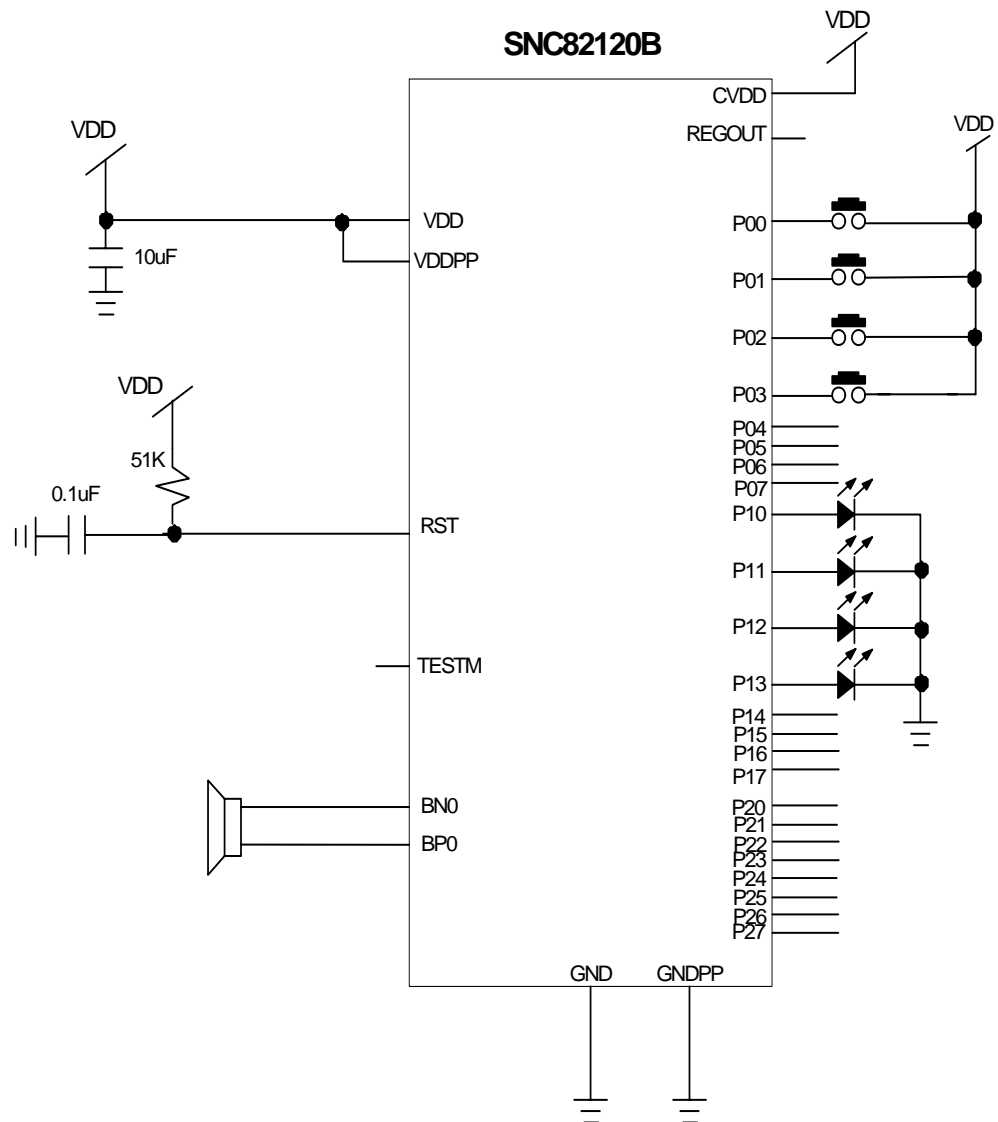 SNC82120B
VDD
CVDD
REGOUT
VDD
VDD
VDD
VDDPP
10uF
P00
P01
P02
P03
P04
P05
P06
P07
VDD
51K
0.1uF
RST
P10
P11
P12
P13
TESTM
P14
P15
P16
P17
BN0
BP0
P20
P21
P22
P23
P24
P25
P26
P27
GND
GNDPP